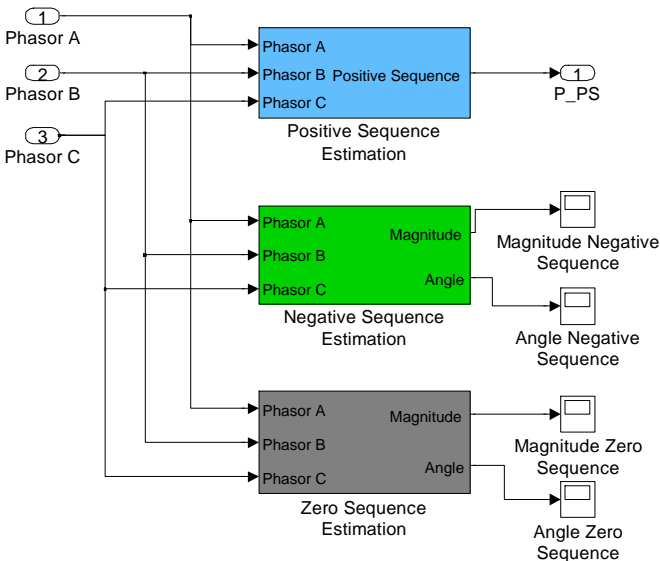 1
Phasor A
2
Phasor B
3
Phasor C
Phasor A
Phasor B
Phasor C
Positive Sequence
Positive Sequence
Estimation
1
P_PS
Phasor A
Phasor B
Phasor C
Magnitude
Angle
Negative Sequence
Estimation
Magnitude Negative
Sequence
Angle Negative
Sequence
Phasor A
Phasor B
Phasor C
Magnitude
Angle
Zero Sequence
Estimation
Magnitude Zero
Sequence
Angle Zero
Sequence